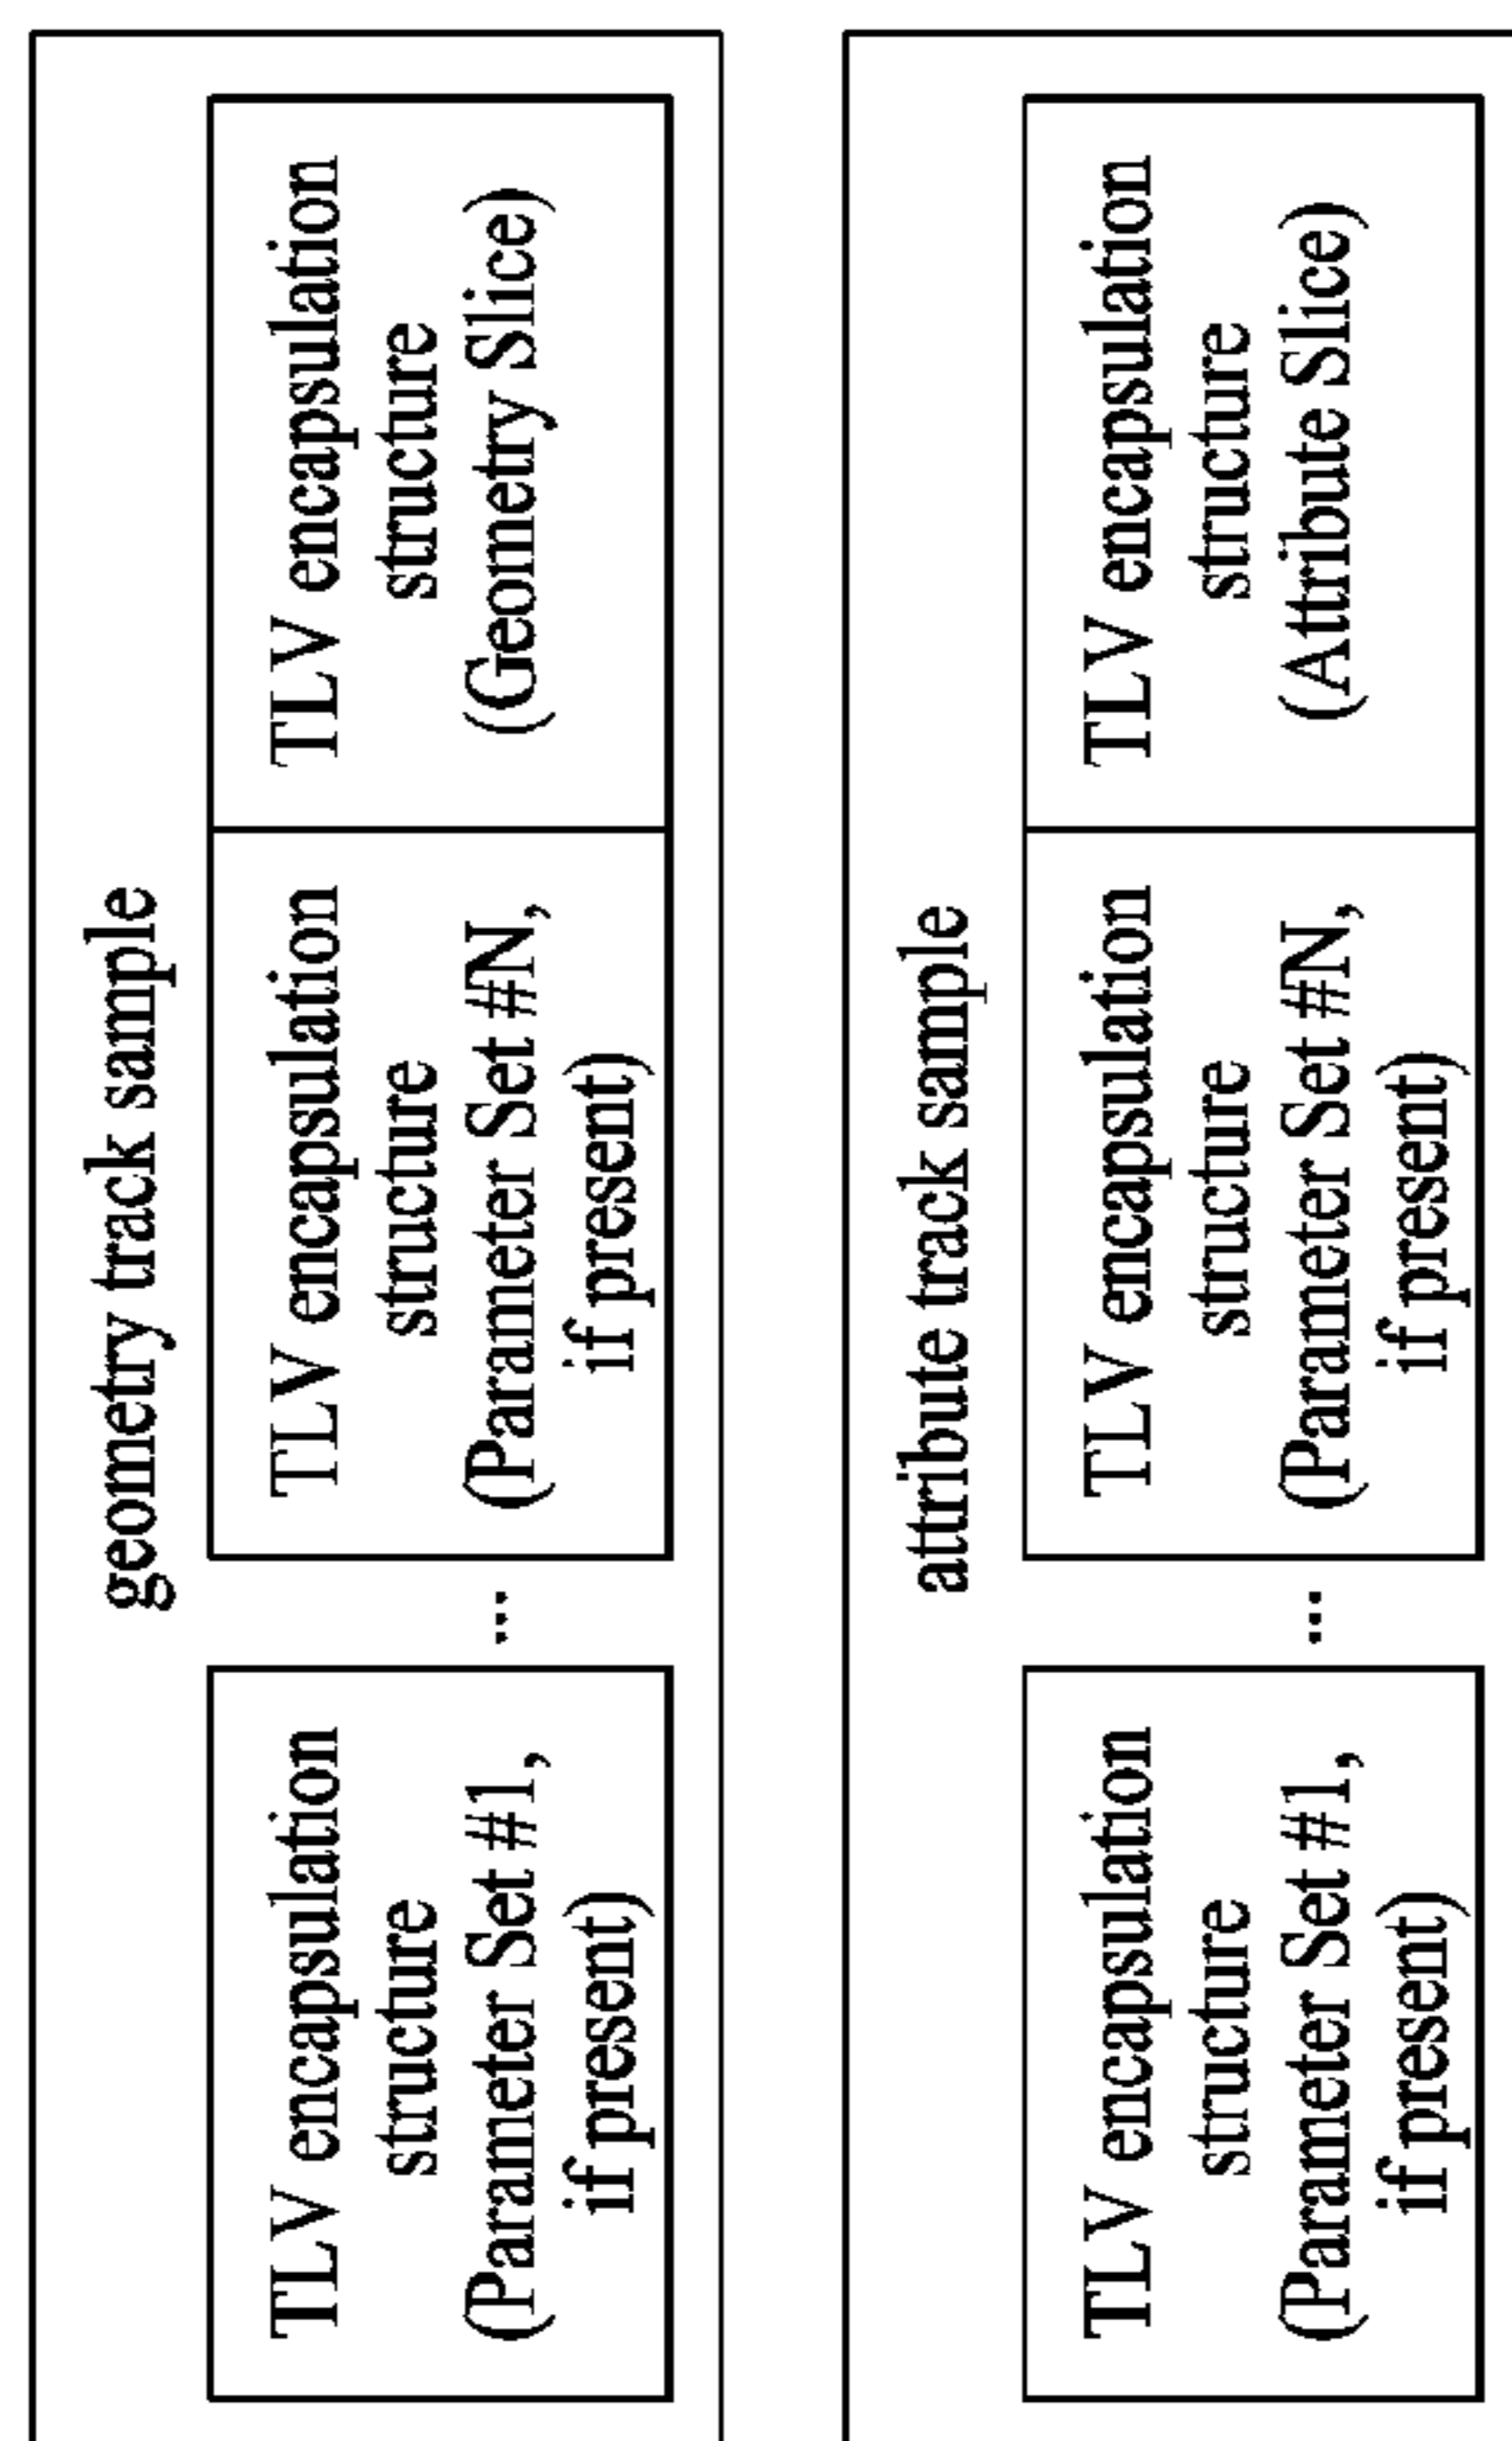 geometry track sample
TLV encapsulation
structure
(Parameter Set #1,
if present)
...
TLV encapsulation
structure
(Parameter Set #N,
if present)
TLV encapsulation
structure
(Geometry Slice)
attribute track sample
TLV encapsulation
structure
(Parameter Set #1,
if present)
...
TLV encapsulation
structure
(Parameter Set #N,
if present)
TLV encapsulation
structure
(Attribute Slice)